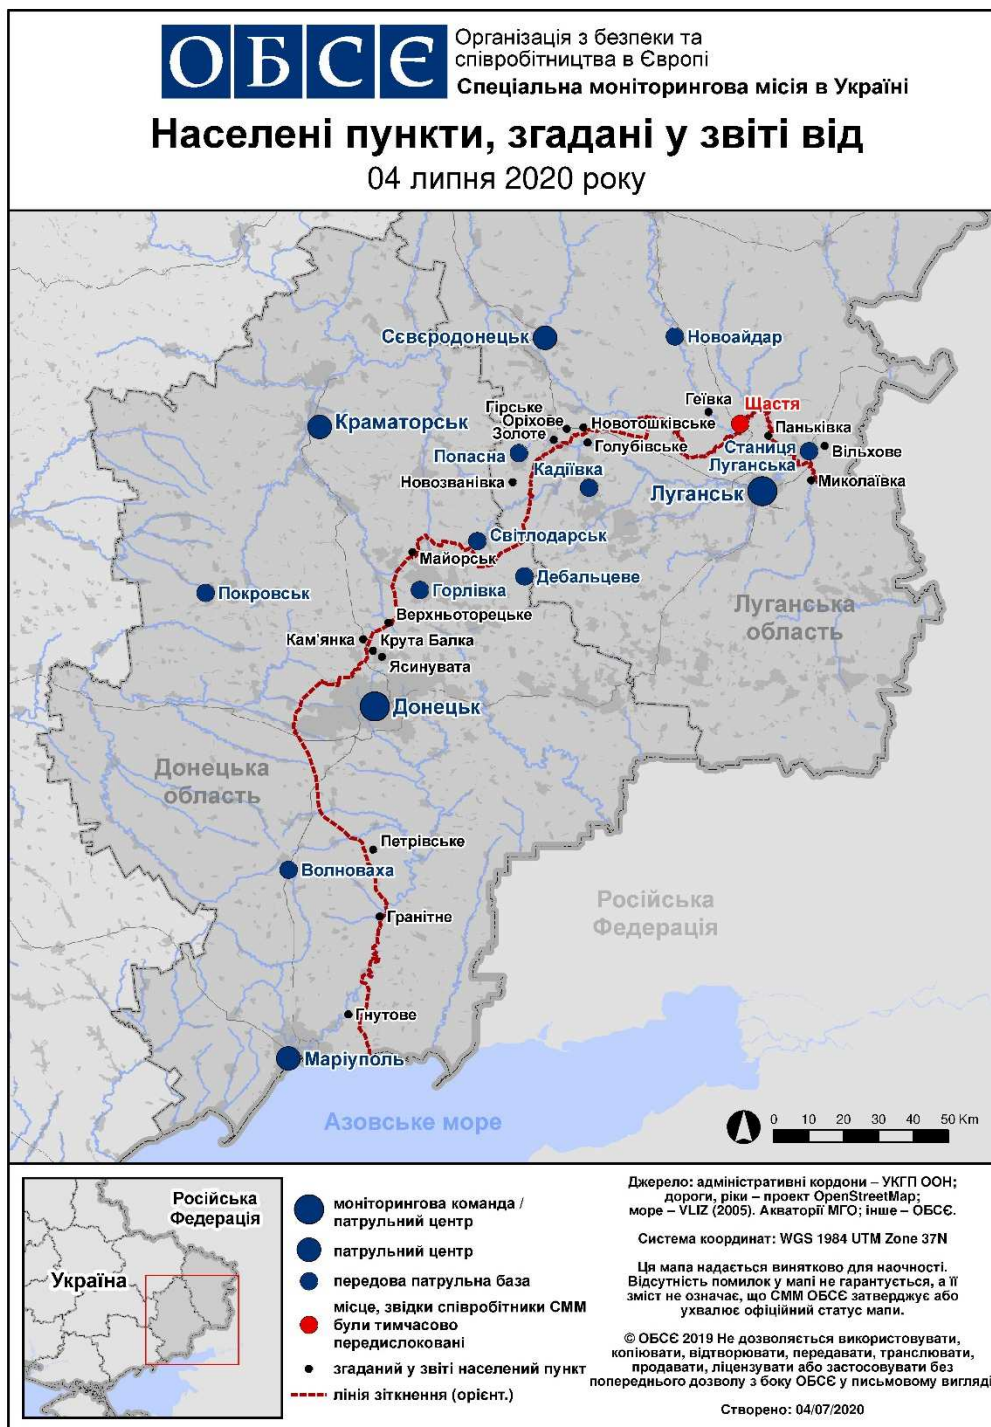 ОБСЄ
Організація з безпеки та
співробітництва в Європі
Спеціальна моніторингова місія в Україні
Населені пункти, згадані у звіті від
04 липня 2020 року
Сєвєродонецьк
Новоайдар
Геївка
Щастя
Гірське
Оріхове
Золоте
Новотошківське
Паньківка
Краматорськ
Голубівське
Станиця
Луганська
Вільхове
Попасна
Кадіївка
Новозванівка
Луганськ
Миколаївка
Світлодарськ
Майорськ
Дебальцеве
Горлівка
Покровськ
Луганська
область
Верхньоторецьке
Кам'янка
Крута Балка
Ясинувата
Донецьк
Донецька
область
Петрівське
Волноваха
Російська
Федерація
Гранітне
Гнутове
Маріуполь
Азовське море
0 10 20 30 40 50 Km
Російська
Федерація
Україна
моніторингова команда /
патрульний центр
патрульний центр
передова патрульна база
місце, звідки співробітники СММ
були тимчасово
передислоковані
згаданий у звіті населений пункт
лінія зіткнення (орієнт.)
Джерело: адміністративні кордони – УКГП ООН;
дороги, ріки – проект OpenStreetMap;
море – VLIZ (2005). Акваторії МГО; інше – ОБСЄ.
Система координат: WGS 1984 UTM Zone 37N
Ця мапа надається винятково для наочності.
Відсутність помилок у мапі не гарантується, а її
зміст не означає, що СММ ОБСЄ затверджує або
ухвалює офіційний статус мапи.
© ОБСЄ 2019 Не дозволяється використовувати,
копіювати, відтворювати, передавати, транслювати,
продавати, ліцензувати або застосовувати без
попереднього дозволу з боку ОБСЄ у письмовому вигляді
Створено: 04/07/2020